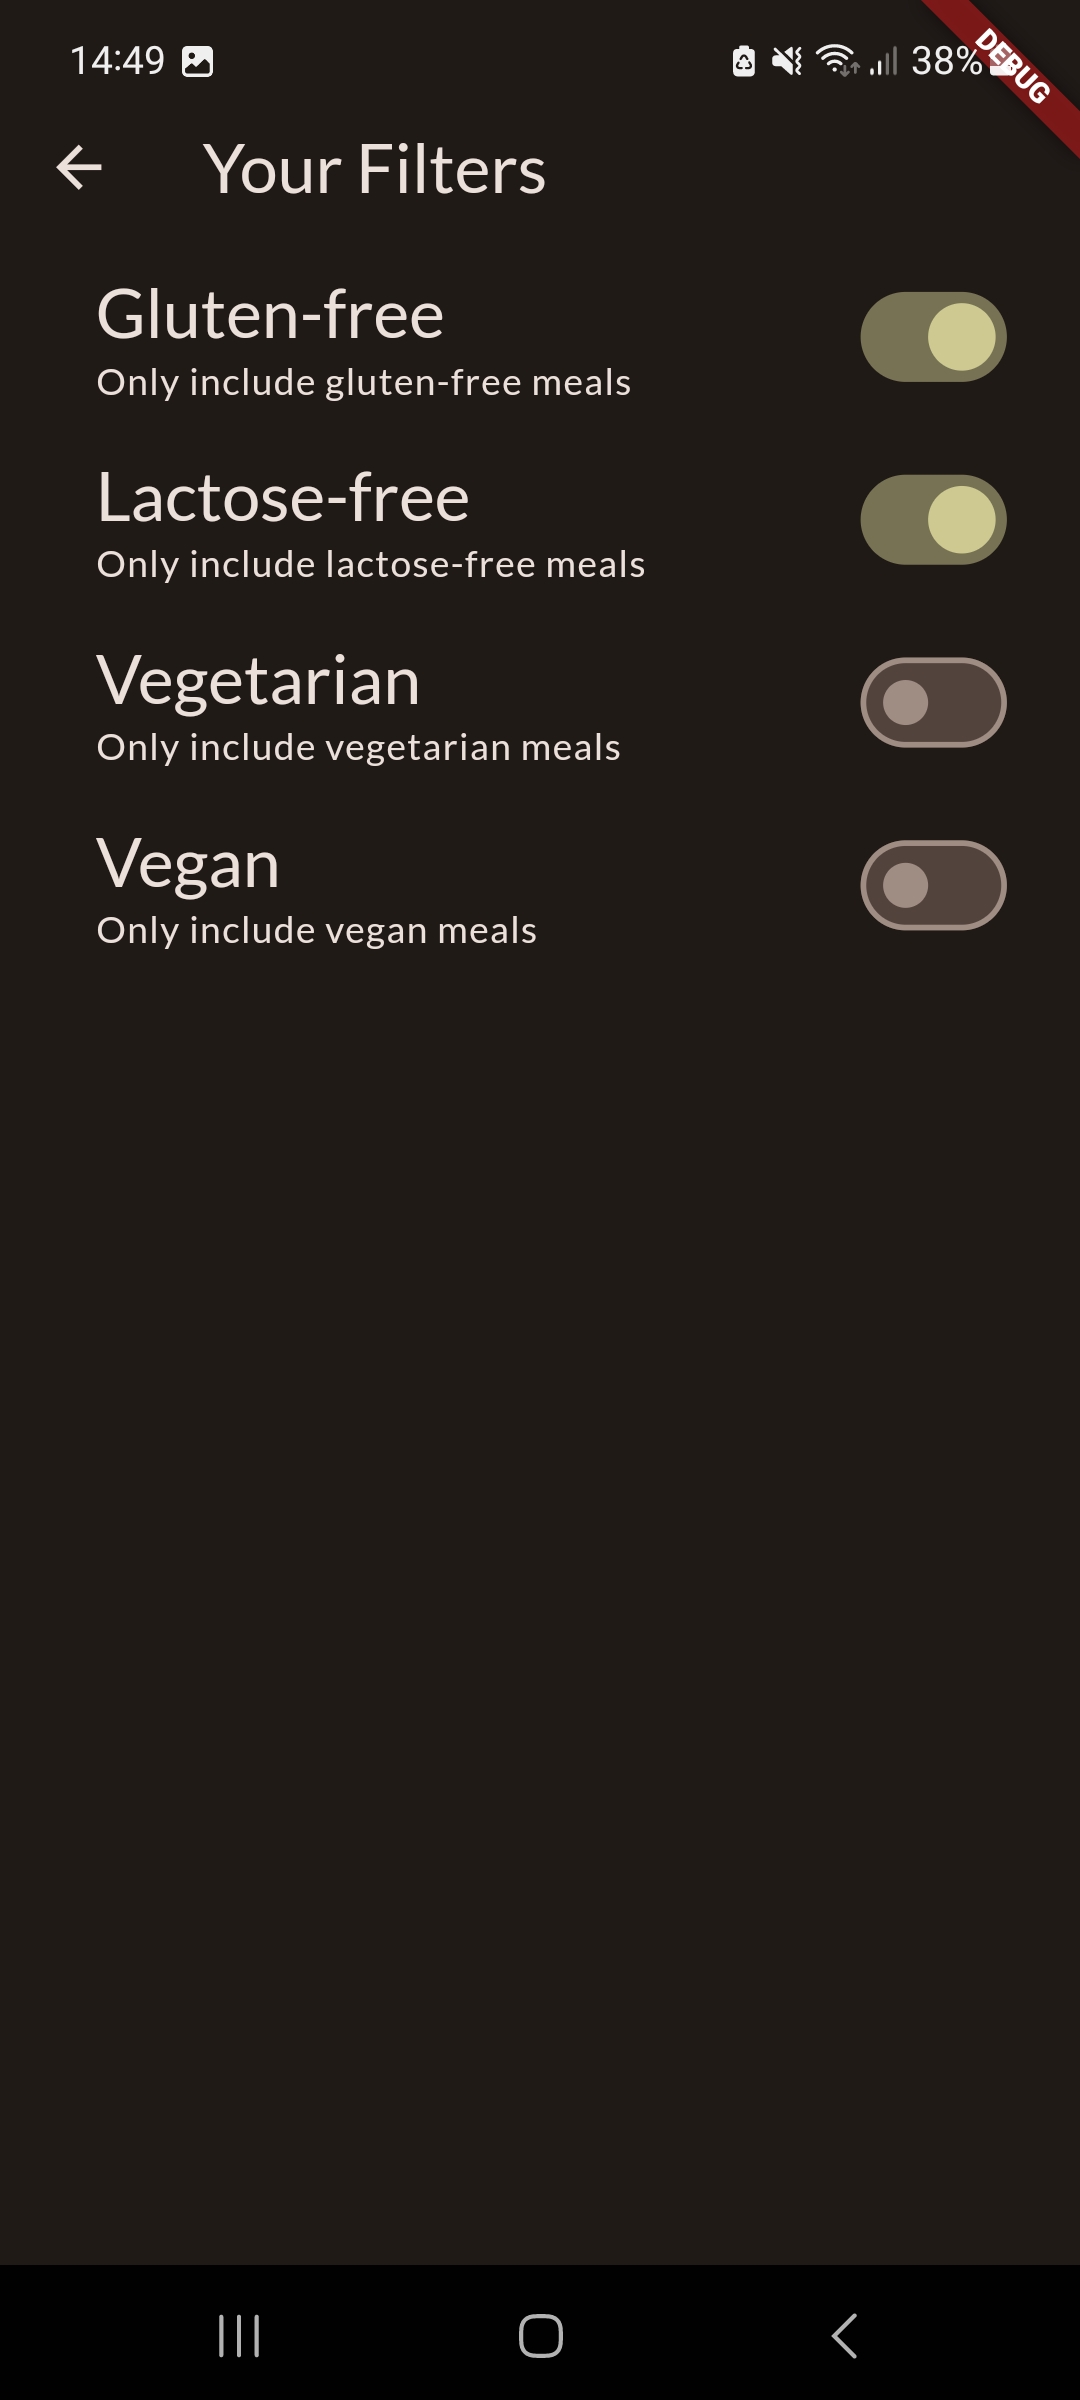 14:49 38%
DEBUG
Your Filters
Gluten-free
Only include gluten-free meals
Lactose-free
Only include lactose-free meals
Vegetarian
Only include vegetarian meals
Vegan
Only include vegan meals